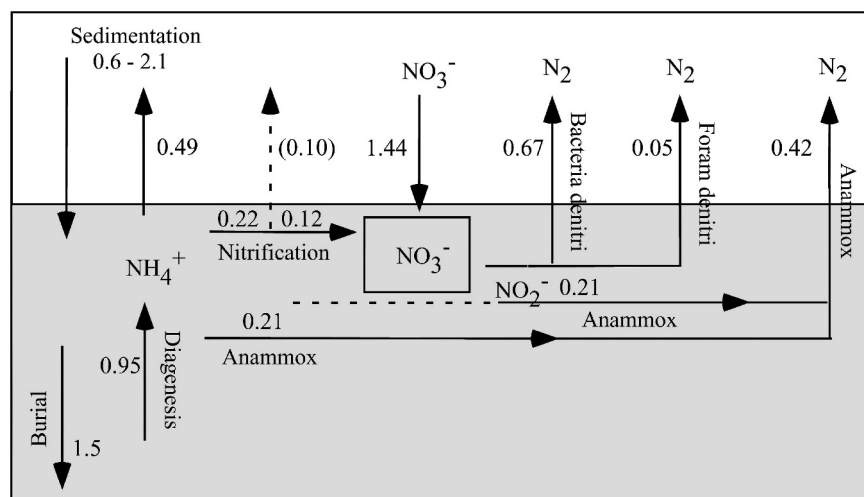 Sedimentation
0.6 - 2.1
NO₃⁻
N₂
N₂
N₂
0.49
(0.10)
1.44
0.67
Bacteria denitri
0.05
Foram denitri
0.42
Anammox
0.22
0.12
Nitrification
NH₄⁺
NO₃⁻
NO₂⁻
0.21
Anammox
0.21
Anammox
0.95
Diagenesis
Burial
1.5